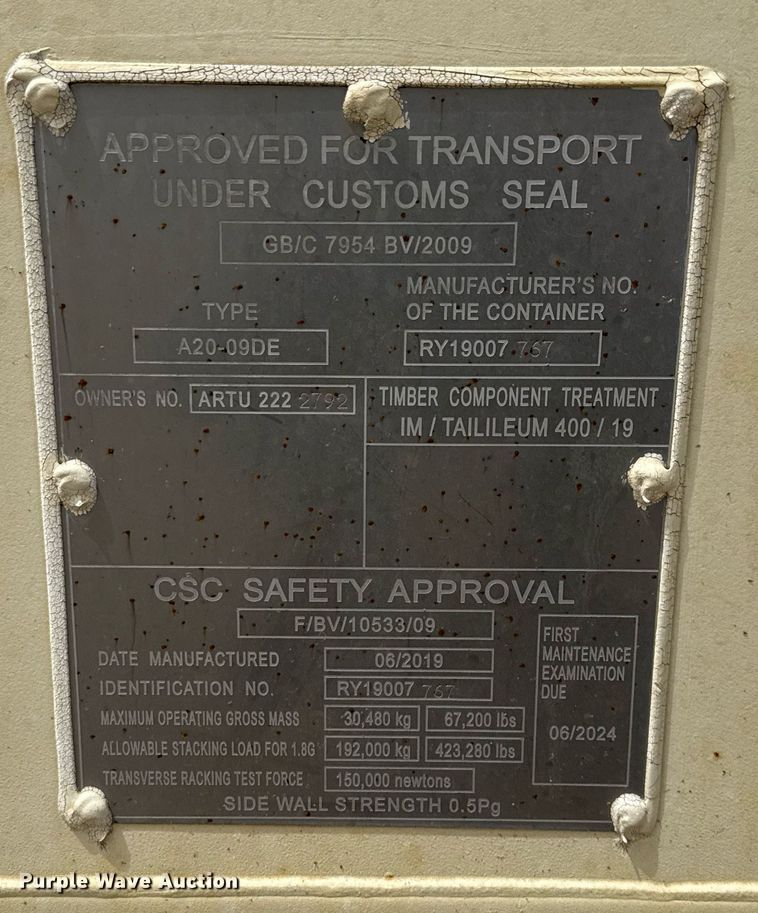 APPROVED FOR TRANSPORT
UNDER CUSTOMS SEAL
GB/C 7954 BV/2009
TYPE
A20-09DE
MANUFACTURER'S NO.
OF THE CONTAINER
RY19007 767
OWNER'S NO. ARTU 222 2792
TIMBER COMPONENT TREATMENT
IM / TAILILEUM 400 / 19
CSC SAFETY APPROVAL
F/BV/10533/09
DATE MANUFACTURED 06/2019
IDENTIFICATION NO. RY19007 767
MAXIMUM OPERATING GROSS MASS 30,480 kg 67,200 lbs
ALLOWABLE STACKING LOAD FOR 1.8G 192,000 kg 423,280 lbs
TRANSVERSE RACKING TEST FORCE 150,000 newtons
SIDE WALL STRENGTH 0.5Pg
FIRST
MAINTENANCE
EXAMINATION
DUE
06/2024
Purple Wave Auction